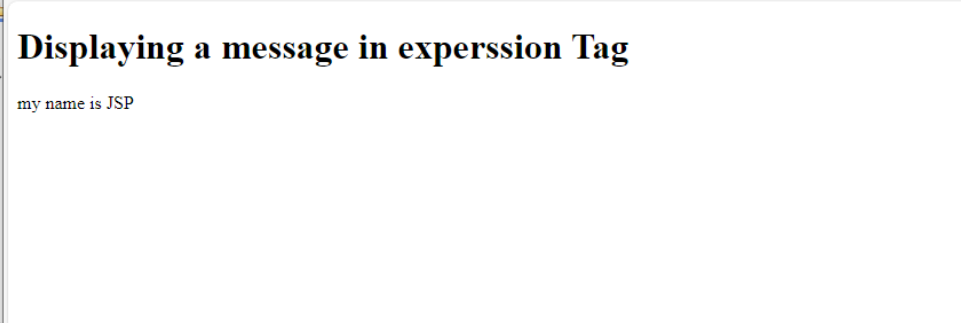 Displaying a message in experssion Tag
my name is JSP